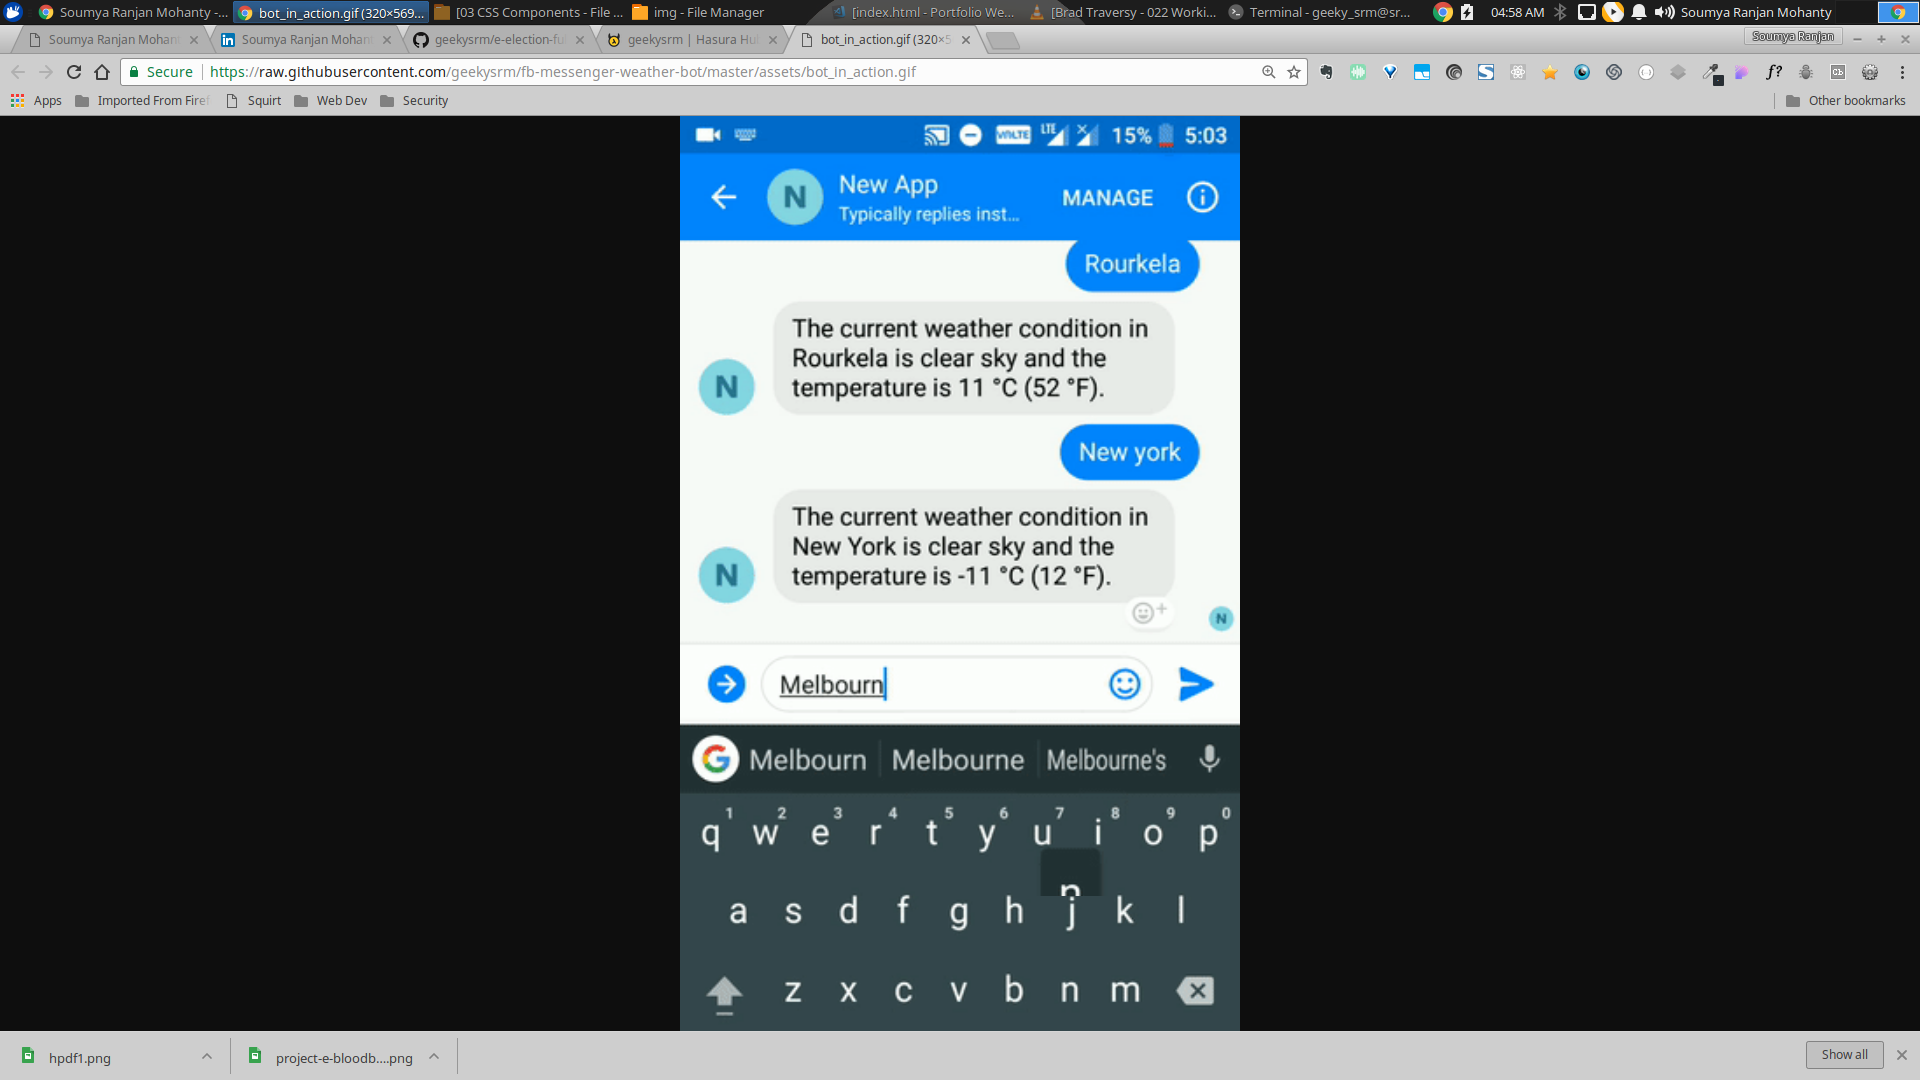 Soumya Ranjan Mohanty -... bot_in_action.gif (320×569... [03 CSS Components - File ... img - File Manager [index.html - Portfolio We... [Brad Traversy - 022 Worki... Terminal - geeky_srm@sr... 04:58 AM Soumya Ranjan Mohanty
Soumya Ranjan Mohant Soumya Ranjan Mohant geekysrm/e-election-fu geekysrm | Hasura Hu bot_in_action.gif (320×5 Soumya Ranjan
Secure https://raw.githubusercontent.com/geekysrm/fb-messenger-weather-bot/master/assets/bot_in_action.gif
Apps Imported From Firef Squirt Web Dev Security Other bookmarks
VoLTE LTE 15% 5:03
N New App MANAGE
Typically replies inst...
Rourkela
The current weather condition in
Rourkela is clear sky and the
temperature is 11 °C (52 °F).
N
New york
The current weather condition in
New York is clear sky and the
temperature is -11 °C (12 °F).
N
N
Melbourn
G Melbourn Melbourne Melbourne's
1 2 3 4 5 6 7 8 9 0
q w e r t y u i o p
n
a s d f g h j k l
z x c v b n m
hpdf1.png project-e-bloodb....png Show all